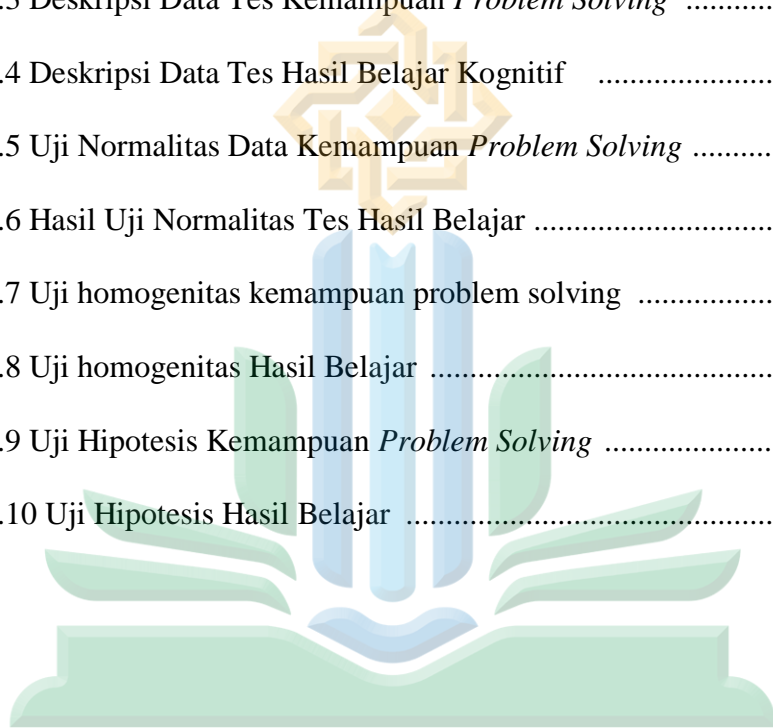 .3 Deskripsi Data Tes Kemampuan Problem Solving ...........
.4 Deskripsi Data Tes Hasil Belajar Kognitif ......................
.5 Uji Normalitas Data Kemampuan Problem Solving ..........
.6 Hasil Uji Normalitas Tes Hasil Belajar ..............................
.7 Uji homogenitas kemampuan problem solving .................
.8 Uji homogenitas Hasil Belajar ...........................................
.9 Uji Hipotesis Kemampuan Problem Solving .....................
.10 Uji Hipotesis Hasil Belajar ..............................................